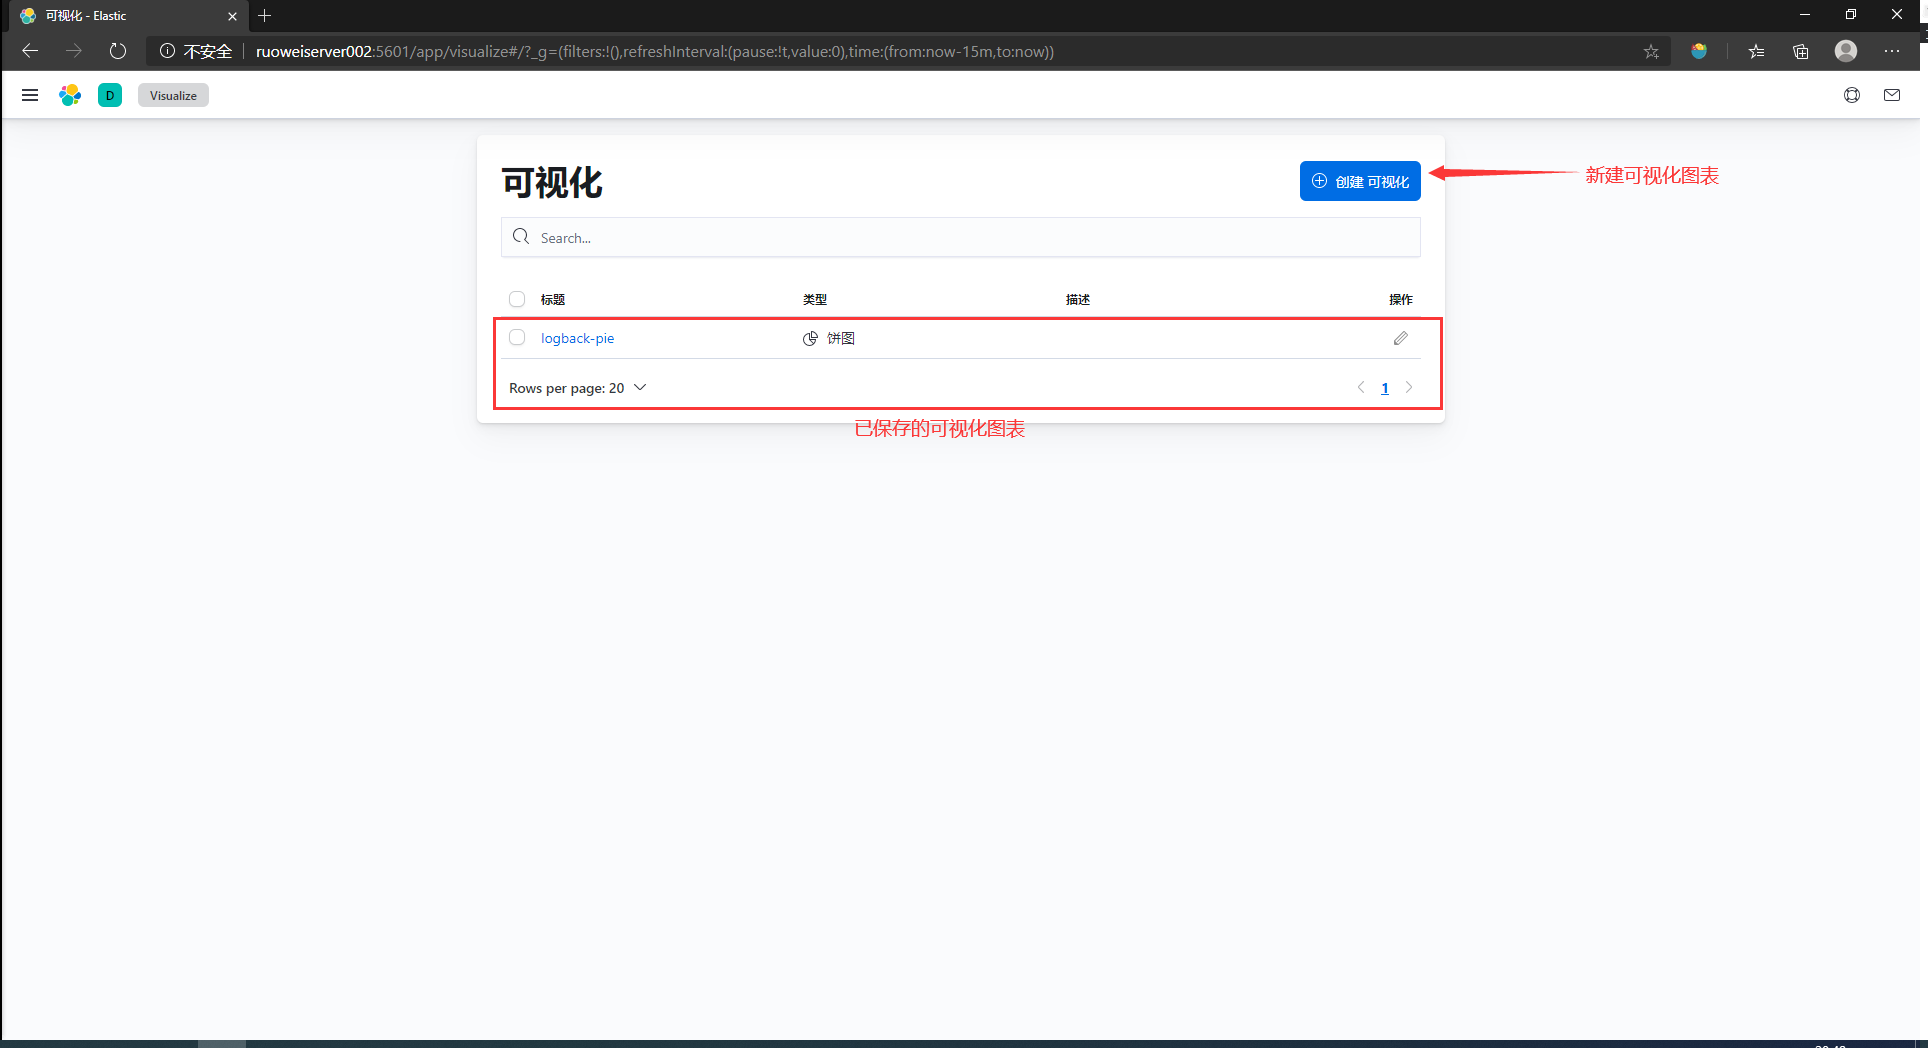 可视化 - Elastic
不安全 ruoweiserver002:5601/app/visualize#/?_g=(filters:!(),refreshInterval:(pause:!t,value:0),time:(from:now-15m,to:now))
D Visualize
可视化
创建 可视化
新建可视化图表
Search...
标题 类型 描述 操作
logback-pie 饼图
Rows per page: 20 1
已保存的可视化图表